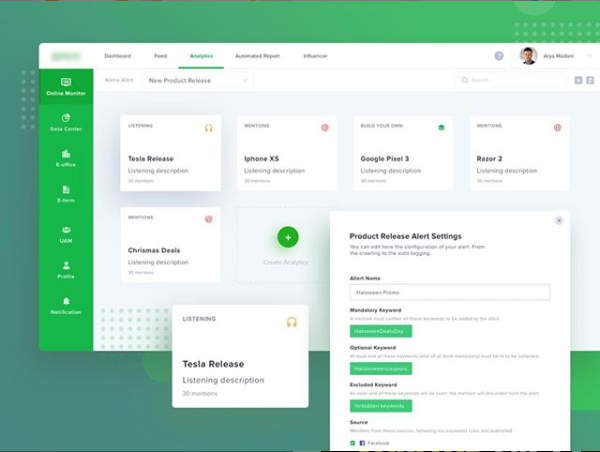 Dashboard
Feed
Analytics
Automated Report
Influencer
?
Arya Madani
Online Monitor
Data Center
E-office
E-form
UAM
Profile
Notification
Name Alert
New Product Release
Search
LISTENING
Tesla Release
Listening description
30 mentions
MENTIONS
Iphone XS
Listening description
30 mentions
BUILD YOUR OWN
Google Pixel 3
Listening description
30 mentions
MENTIONS
Razor 2
Listening description
30 mentions
MENTIONS
Chrismas Deals
Listening description
30 mentions
Create Analytics
LISTENING
Tesla Release
Listening description
30 mentions
Product Release Alert Settings
You can edit here the configuration of your alert. From
the crawling to the auto-tagging.
Allert Name
Haloween Promo
Mandatory Keyword
A mention must contain all these keywords to be added to the alert
HaloweenDealsDay
Optional Keyword
At least one of these keywords (and all of them mandatory) must be to be collected
Halooweencoupons
Excluded Keyword
As soon one of these keywords will be seen, the mention will discarded from the alert
forbidden keywords
Source
Mentions from these sources, following the keywords rules and published
Facebook